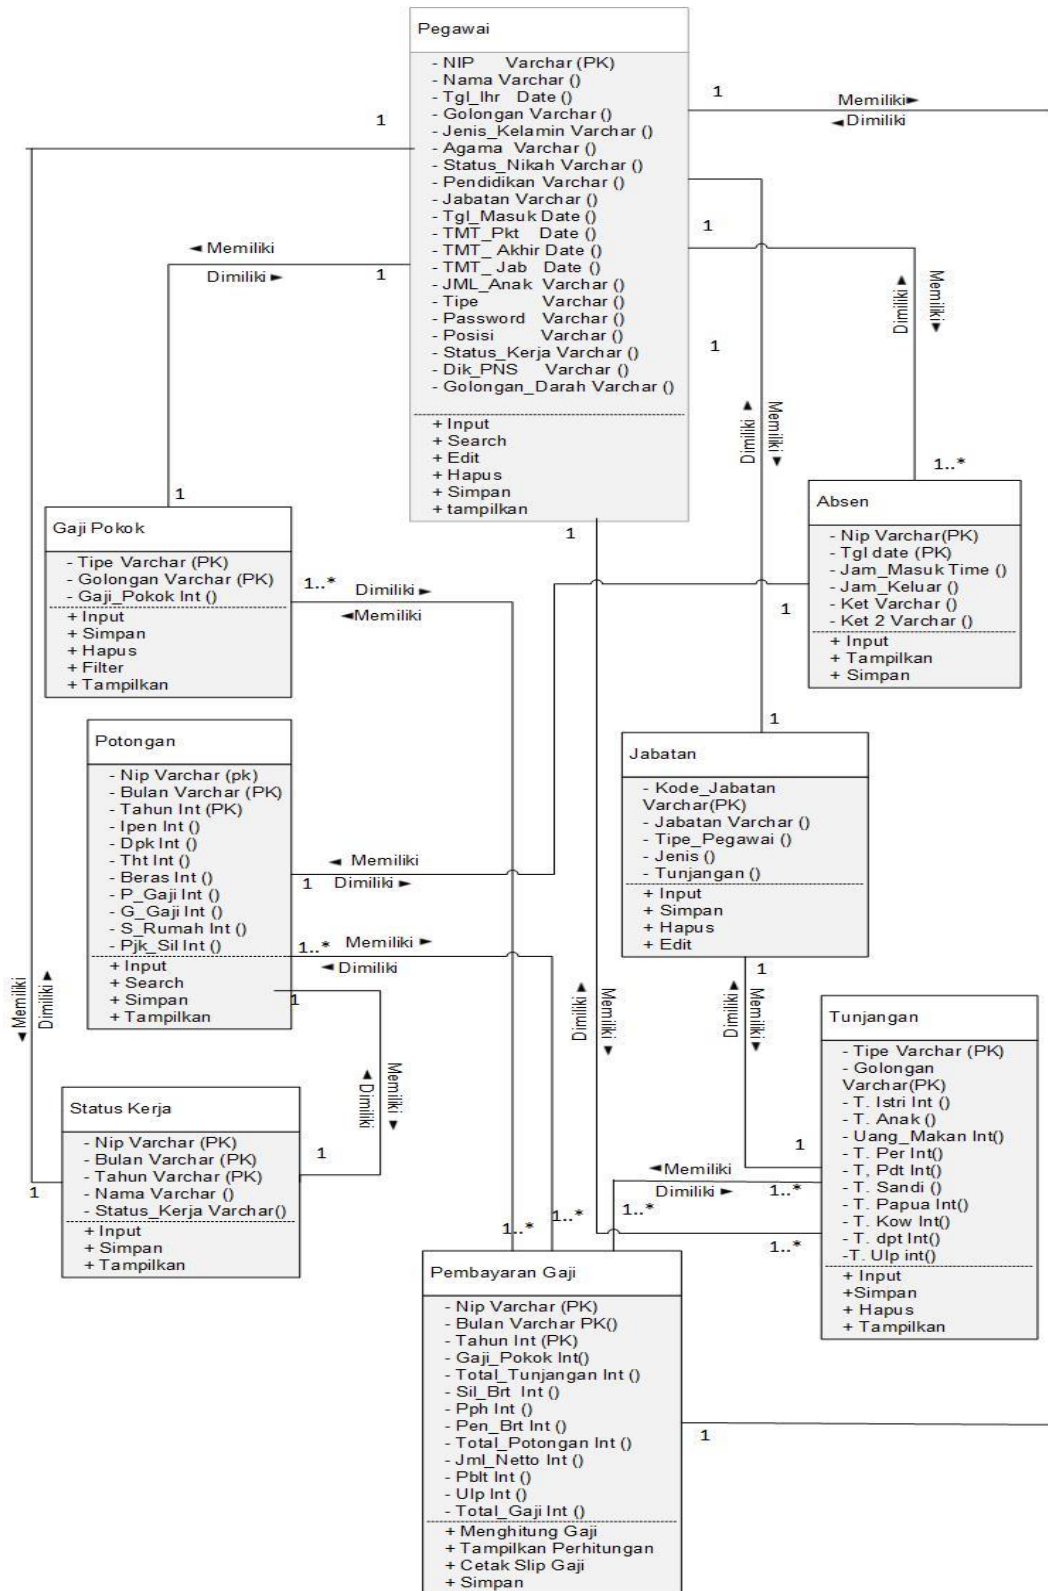 Pegawai
- NIP Varchar (PK)
- Nama Varchar ()
- Tgl_lhr Date ()
- Golongan Varchar ()
- Jenis_Kelamin Varchar ()
- Agama Varchar ()
- Status_Nikah Varchar ()
- Pendidikan Varchar ()
- Jabatan Varchar ()
- Tgl_Masuk Date ()
- TMT_Pkt Date ()
- TMT_ Akhir Date ()
- TMT_ Jab Date ()
- JML_Anak Varchar ()
- Tipe Varchar ()
- Password Varchar ()
- Posisi Varchar ()
- Status_Kerja Varchar ()
- Dik_PNS Varchar ()
- Golongan_Darah Varchar ()
+ Input
+ Search
+ Edit
+ Hapus
+ Simpan
+ tampilkan
1
Memiliki►
◄Dimiliki
1
◄ Memiliki
Dimiliki ►
1
1
1
◄Dimiliki
Memiliki►
1..*
1
◄Dimiliki
Memiliki►
1
1
Gaji Pokok
- Tipe Varchar (PK)
- Golongan Varchar (PK)
- Gaji_Pokok Int ()
+ Input
+ Simpan
+ Hapus
+ Filter
+ Tampilkan
1..*
Dimiliki ►
◄Memiliki
Absen
- Nip Varchar(PK)
- Tgl date (PK)
- Jam_Masuk Time ()
- Jam_Keluar ()
- Ket Varchar ()
- Ket 2 Varchar ()
+ Input
+ Tampilkan
+ Simpan
1
1
Potongan
- Nip Varchar (pk)
- Bulan Varchar (PK)
- Tahun Int (PK)
- Ipen Int ()
- Dpk Int ()
- Tht Int ()
- Beras Int ()
- P_Gaji Int ()
- G_Gaji Int ()
- S_Rumah Int ()
- Pjk_Sil Int ()
+ Input
+ Search
+ Simpan
+ Tampilkan
◄ Memiliki
1 Dimiliki ►
1..* Memiliki ►
◄ Dimiliki
1
Jabatan
- Kode_Jabatan
Varchar(PK)
- Jabatan Varchar ()
- Tipe_Pegawai ()
- Jenis ()
- Tunjangan ()
+ Input
+ Simpan
+ Hapus
+ Edit
1
◄Dimiliki
Memiliki►
◄Dimiliki
Memiliki►
◄Memiliki
Dimiliki►
◄Dimiliki
Memiliki►
Tunjangan
- Tipe Varchar (PK)
- Golongan
Varchar(PK)
- T. Istri Int ()
- T. Anak ()
- Uang_Makan Int()
- T. Per Int()
- T, Pdt Int()
- T. Sandi ()
- T. Papua Int()
- T. Kow Int()
- T. dpt Int()
-T. Ulp int()
+ Input
+Simpan
+ Hapus
+ Tampilkan
Status Kerja
- Nip Varchar (PK)
- Bulan Varchar (PK)
- Tahun Varchar (PK)
- Nama Varchar ()
- Status_Kerja Varchar()
+ Input
+ Simpan
+ Tampilkan
1
1
1
◄Memiliki
Dimiliki ►
1..*
1..*
1..*
1..*
1..*
Pembayaran Gaji
- Nip Varchar (PK)
- Bulan Varchar PK()
- Tahun Int (PK)
- Gaji_Pokok Int()
- Total_Tunjangan Int ()
- Sil_Brt Int ()
- Pph Int ()
- Pen_Brt Int ()
- Total_Potongan Int ()
- Jml_Netto Int ()
- Pblt Int ()
- Ulp Int ()
- Total_Gaji Int ()
+ Menghitung Gaji
+ Tampilkan Perhitungan
+ Cetak Slip Gaji
+ Simpan
1